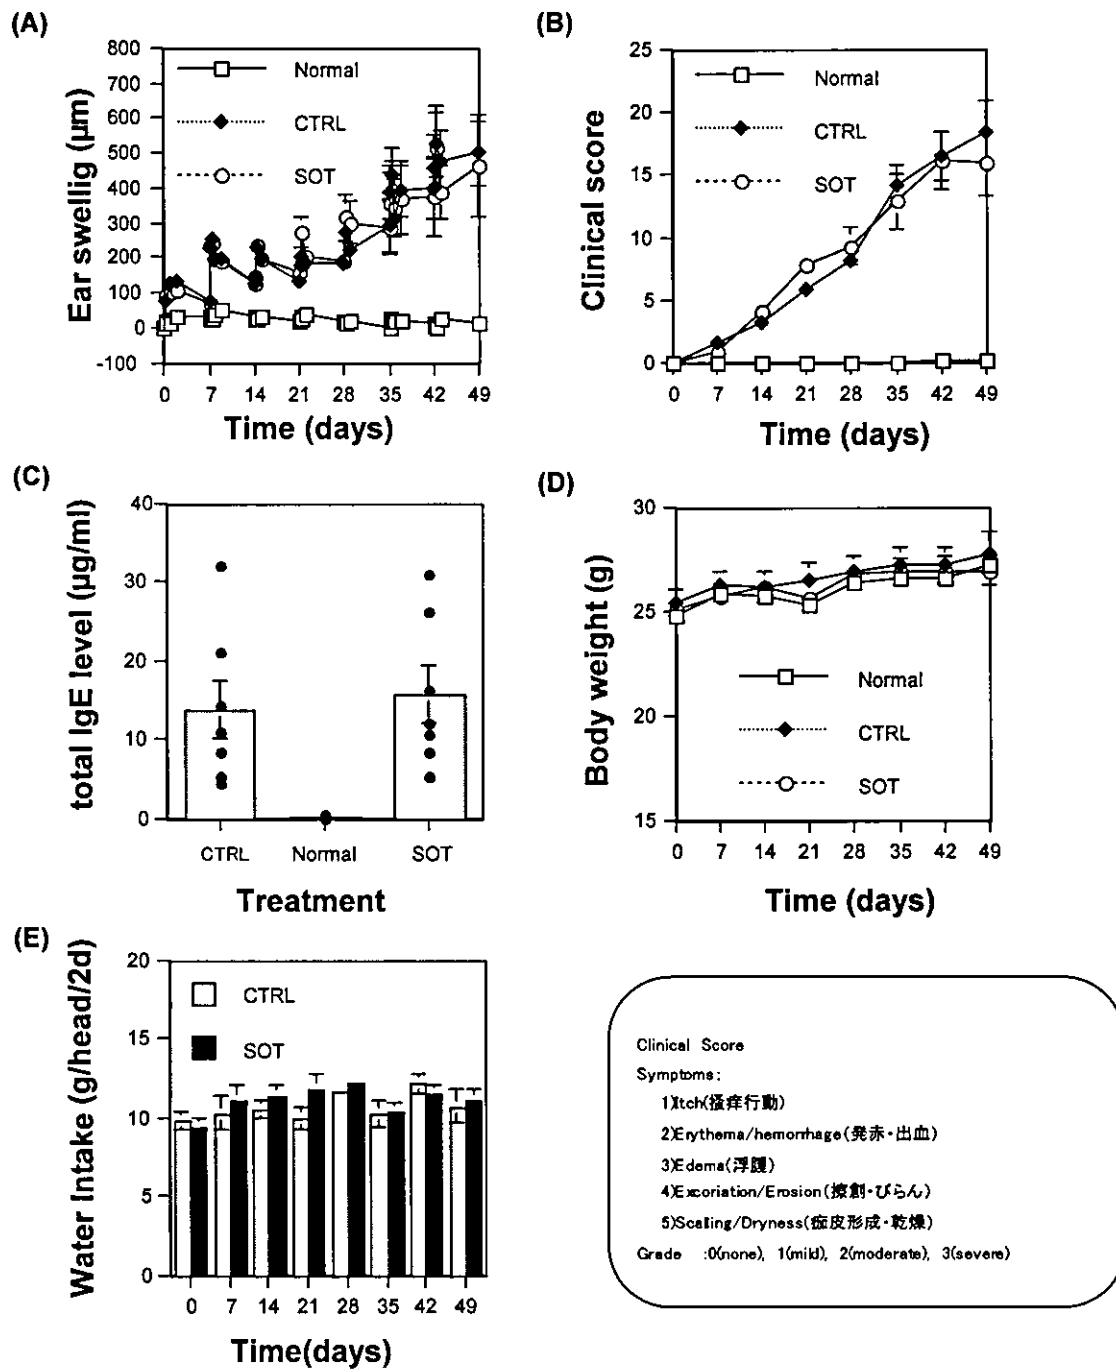 (A)
Ear swellig (μm)
800
700
600
500
400
300
200
100
0
-100
Normal
CTRL
SOT
0 7 14 21 28 35 42 49
Time (days)
(B)
Clinical score
25
20
15
10
5
0
Normal
CTRL
SOT
0 7 14 21 28 35 42 49
Time (days)
(C)
total IgE level (μg/ml)
40
30
20
10
0
CTRL Normal SOT
Treatment
(D)
Body weight (g)
30
25
20
15
Normal
CTRL
SOT
0 7 14 21 28 35 42 49
Time (days)
(E)
Water Intake (g/head/2d)
20
15
10
5
0
CTRL
SOT
0 7 14 21 28 35 42 49
Time(days)
Clinical Score
Symptoms:
1)Itch(掻痒行動)
2)Erythema/hemorrhage(発赤・出血)
3)Edema(浮腫)
4)Excoriation/Erosion(擦創・びらん)
5)Scaling/Dryness(痂皮形成・乾燥)
Grade :0(none), 1(mild), 2(moderate), 3(severe)